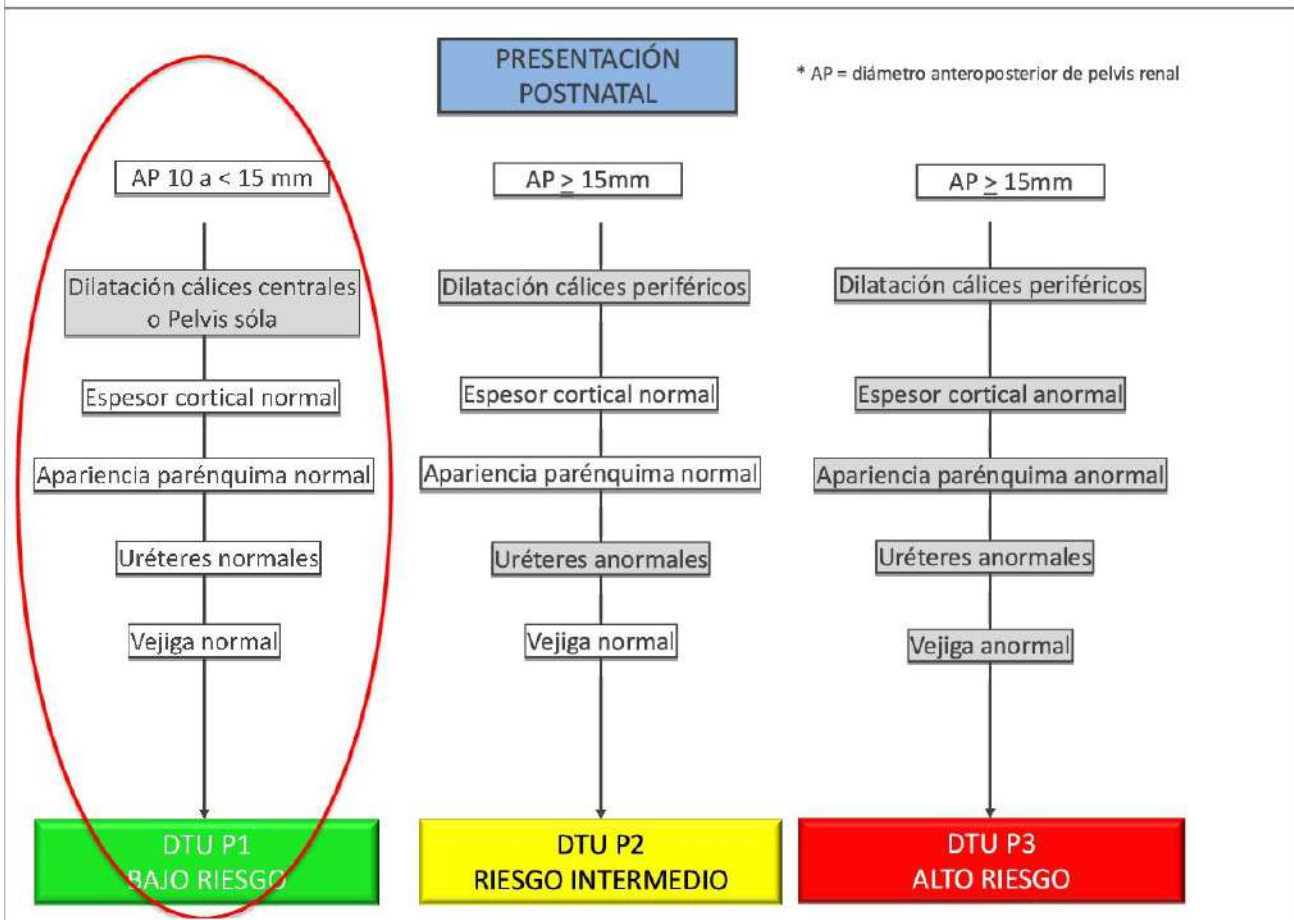 PRESENTACIÓN
POSTNATAL
* AP = diámetro anteroposterior de pelvis renal
AP 10 a < 15 mm
Dilatación cálices centrales
o Pelvis sóla
Espesor cortical normal
Apariencia parénquima normal
Uréteres normales
Vejiga normal
DTU P1
BAJO RIESGO
AP ≥ 15mm
Dilatación cálices periféricos
Espesor cortical normal
Apariencia parénquima normal
Uréteres anormales
Vejiga normal
DTU P2
RIESGO INTERMEDIO
AP ≥ 15mm
Dilatación cálices periféricos
Espesor cortical anormal
Apariencia parénquima anormal
Uréteres anormales
Vejiga anormal
DTU P3
ALTO RIESGO